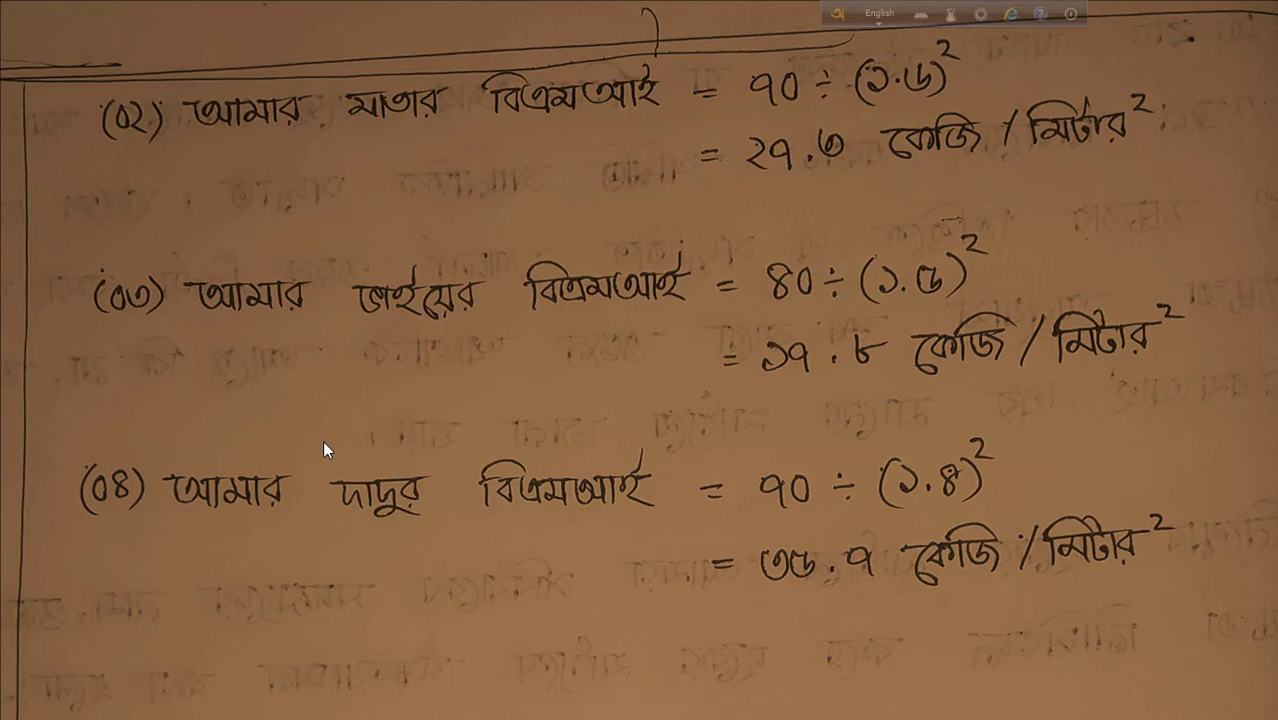 অ English
(০২) আমার মাতার বিএমআই = ৭০ ÷ (১.৬)²
= ২৭.৩ কেজি / মিটার²
(০৩) আমার ভাইয়ের বিএমআই = ৪০ ÷ (১.৫)²
= ১৭.৮ কেজি / মিটার²
(০৪) আমার দাদুর বিএমআই = ৭০ ÷ (১.৪)²
= ৩৫.৭ কেজি / মিটার²